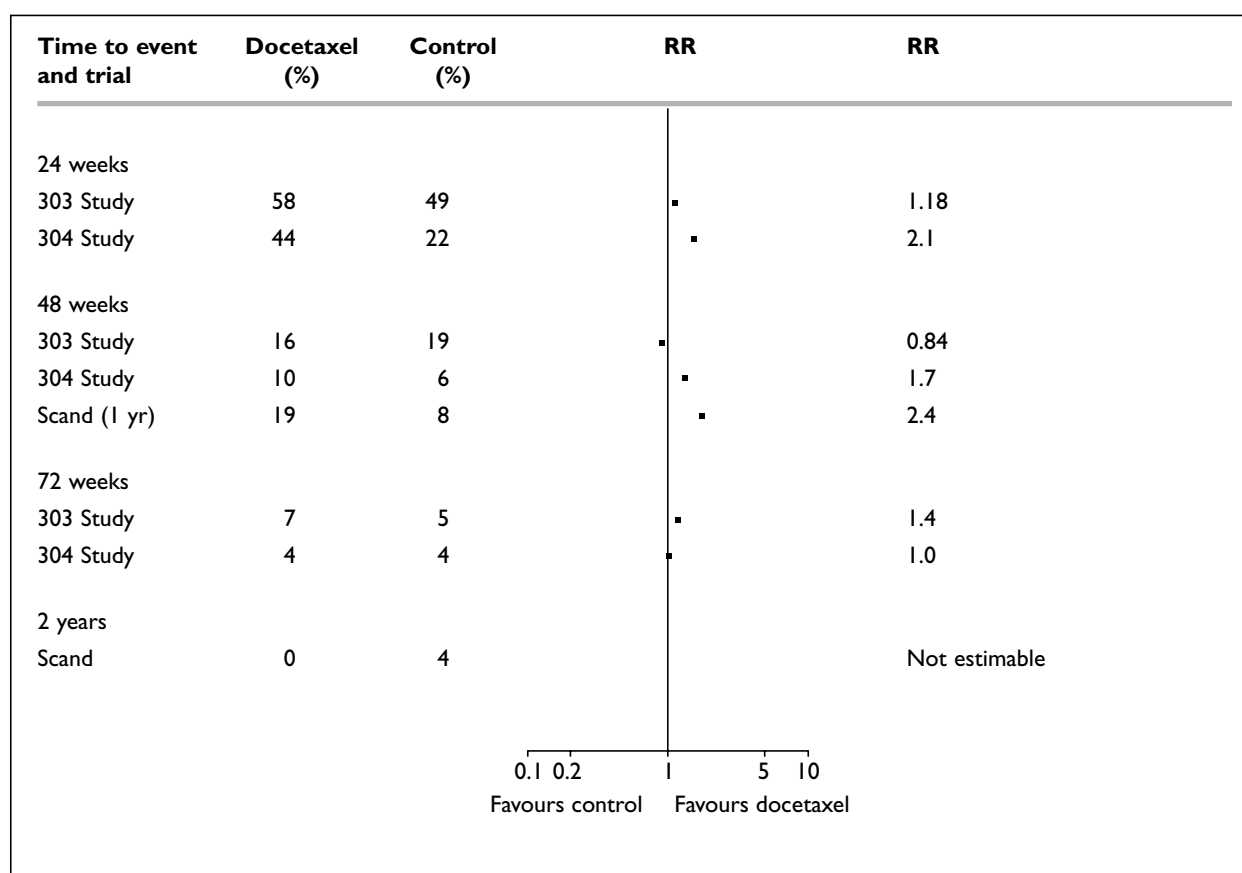 Time to event and trial Docetaxel (%) Control (%) RR RR
24 weeks
303 Study 58 49 1.18
304 Study 44 22 2.1
48 weeks
303 Study 16 19 0.84
304 Study 10 6 1.7
Scand (1 yr) 19 8 2.4
72 weeks
303 Study 7 5 1.4
304 Study 4 4 1.0
2 years
Scand 0 4 Not estimable
0.1 0.2 1 5 10
Favours control Favours docetaxel